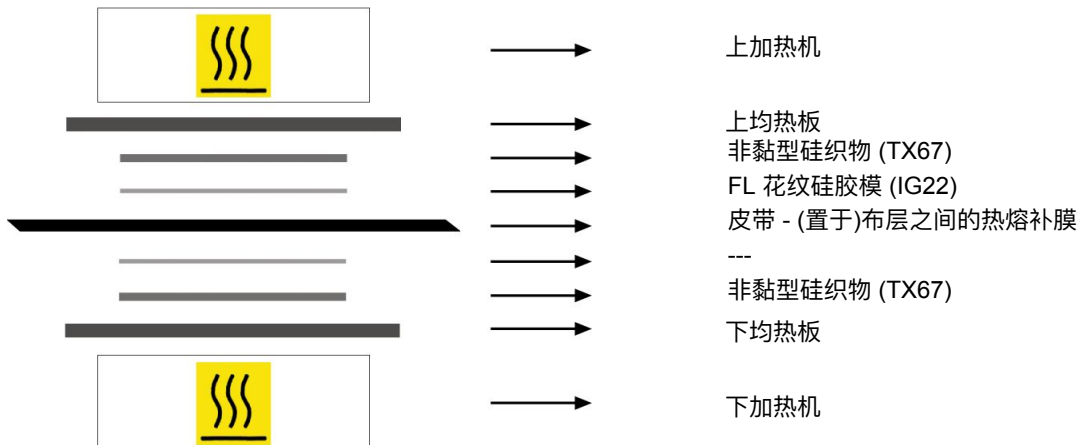 上加热机
上均热板
非黏型硅织物 (TX67)
FL 花纹硅胶模 (IG22)
皮带 - (置于)布层之间的热熔补膜
---
非黏型硅织物 (TX67)
下均热板
下加热机